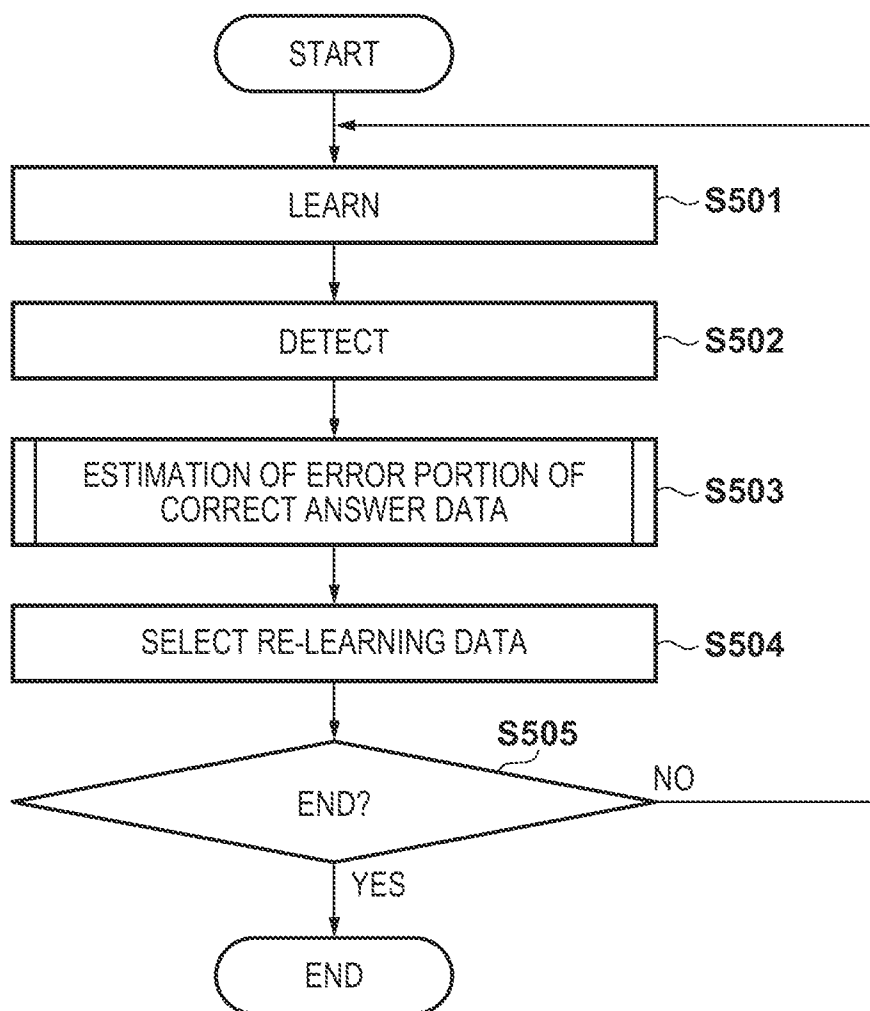 START
LEARN
S501
DETECT
S502
ESTIMATION OF ERROR PORTION OF
CORRECT ANSWER DATA
S503
SELECT RE-LEARNING DATA
S504
S505
END?
NO
YES
END